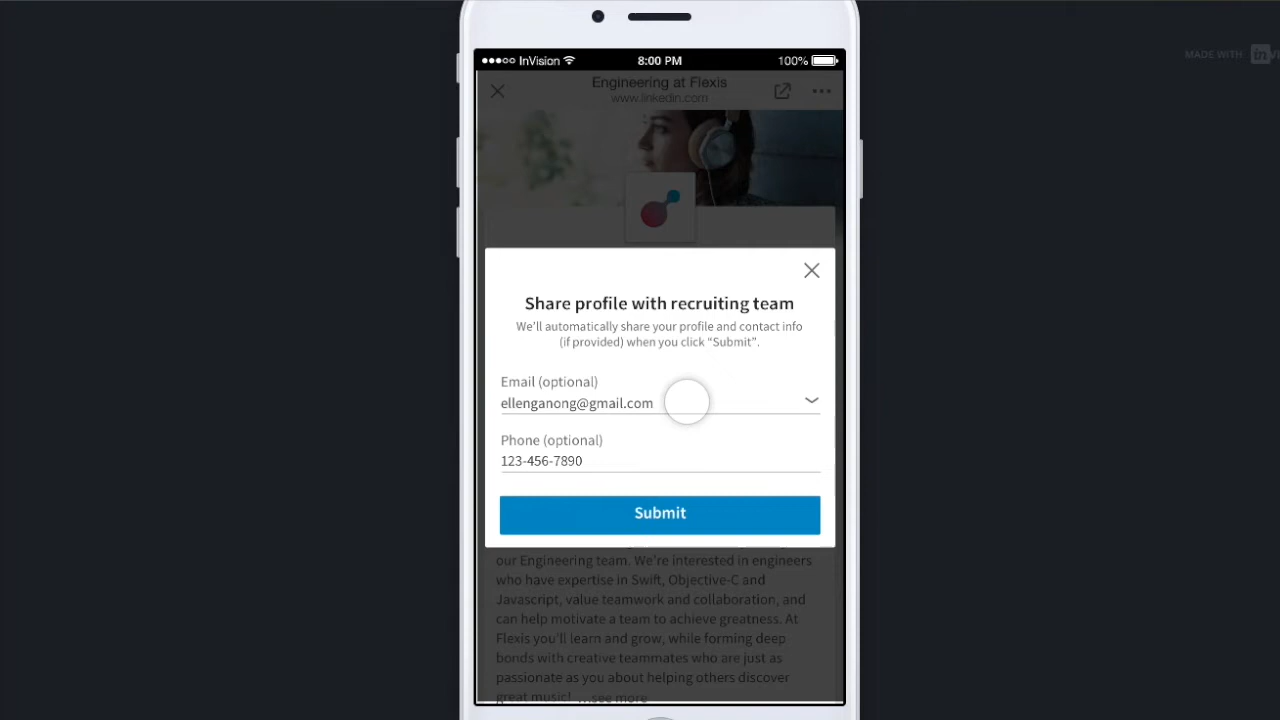 MADE WITH in
InVision 8:00 PM 100%
Engineering at Flexis
www.linkedin.com
Share profile with recruiting team
We'll automatically share your profile and contact info
(if provided) when you click “Submit”.
Email (optional)
ellenganong@gmail.com
Phone (optional)
123-456-7890
Submit
our Engineering team. We're interested in engineers
who have expertise in Swift, Objective-C and
Javascript, value teamwork and collaboration, and
can help motivate a team to achieve greatness. At
Flexis you'll learn and grow, while forming deep
bonds with creative teammates who are just as
passionate as you about helping others discover
great music! ...see more